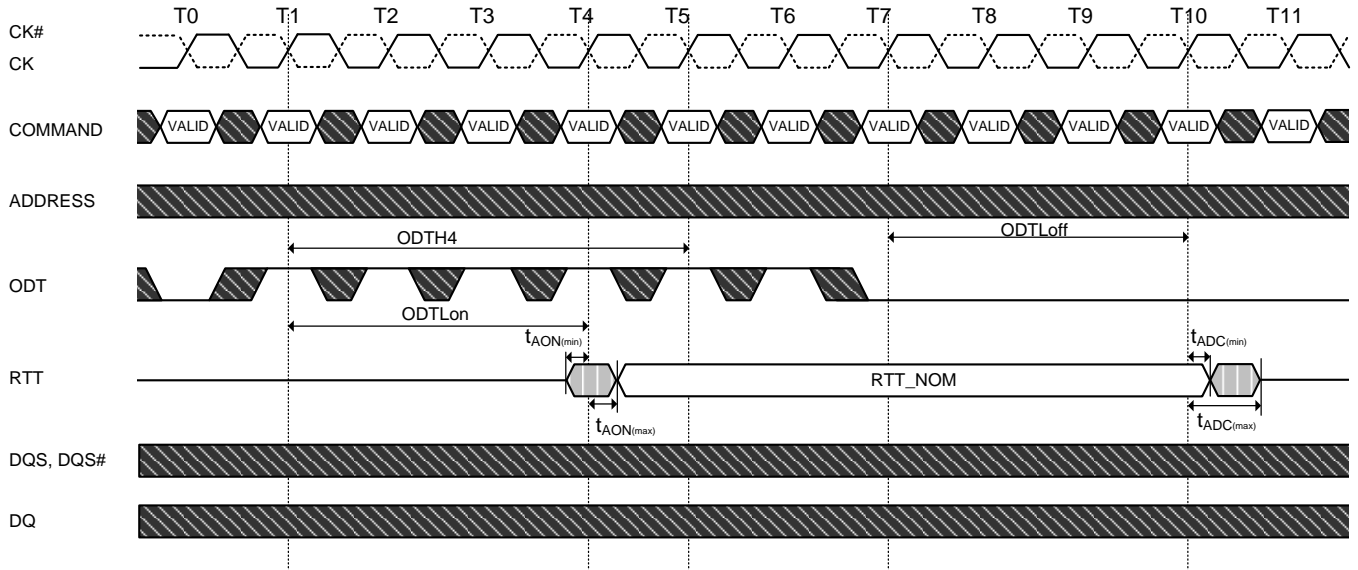 T0 T1 T2 T3 T4 T5 T6 T7 T8 T9 T10 T11
CK#
CK
COMMAND VALID VALID VALID VALID VALID VALID VALID VALID VALID VALID VALID VALID
ADDRESS
ODTH4 ODTLoff
ODT
ODTLon
tAON(min) tADC(min)
RTT RTT_NOM
tAON(max) tADC(max)
DQS, DQS#
DQ